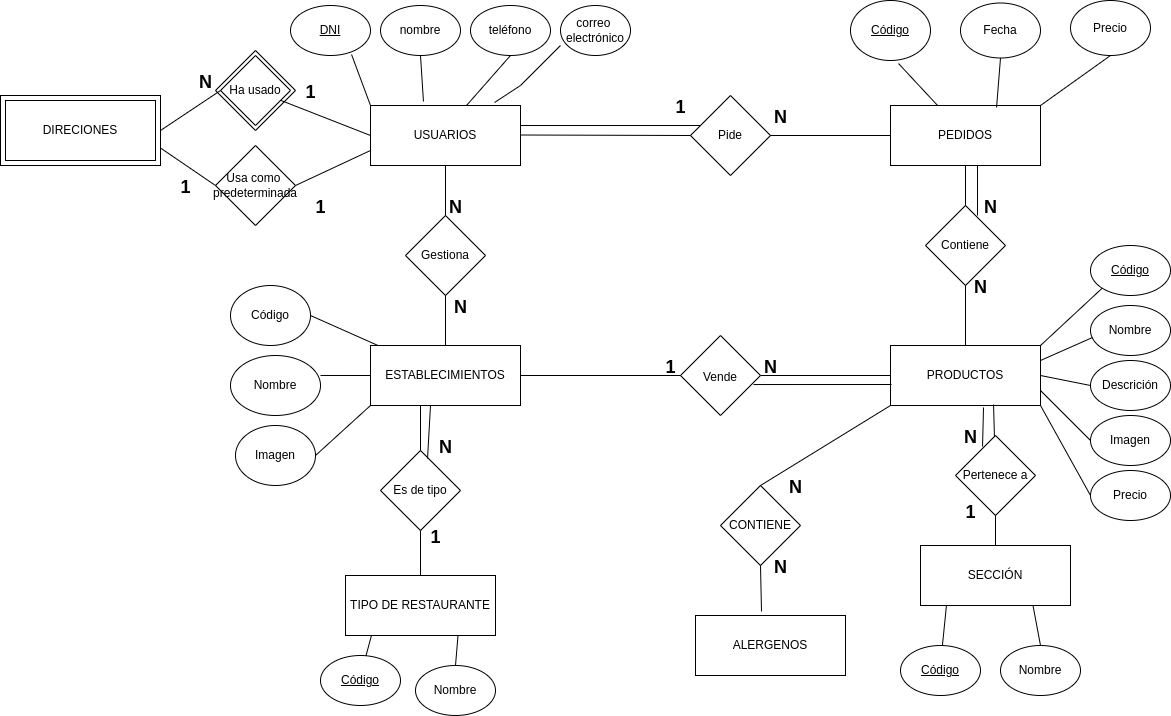 DNI
nombre
teléfono
correo
electrónico
Código
Fecha
Precio
N
Ha usado
1
DIRECIONES
USUARIOS
1
Pide
N
PEDIDOS
1
Usa como
predeterminada
1
N
Gestiona
N
N
Contiene
N
Código
Nombre
Imagen
ESTABLECIMIENTOS
1
Vende
N
PRODUCTOS
Código
Nombre
Descrición
Imagen
Precio
N
Es de tipo
1
TIPO DE RESTAURANTE
Código
Nombre
N
CONTIENE
N
ALERGENOS
N
Pertenece a
1
SECCIÓN
Código
Nombre